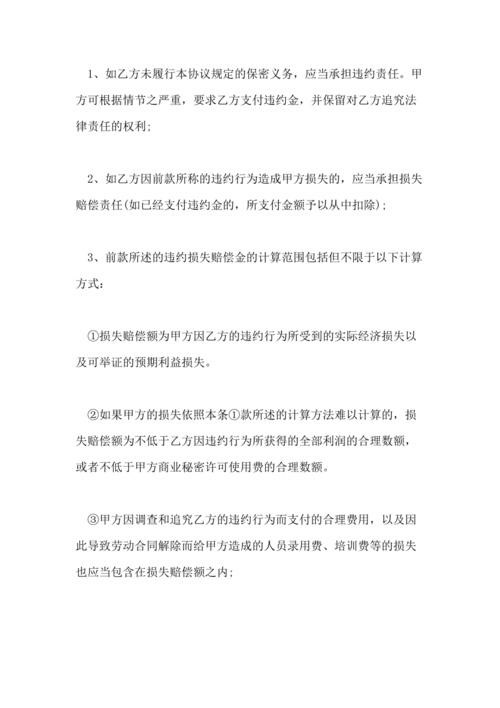 1、如乙方未履行本协议规定的保密义务，应当承担违约责任。甲
方可根据情节之严重，要求乙方支付违约金，并保留对乙方追究法
律责任的权利;
2、如乙方因前款所称的违约行为造成甲方损失的，应当承担损失
赔偿责任(如已经支付违约金的，所支付金额予以从中扣除);
3、前款所述的违约损失赔偿金的计算范围包括但不限于以下计算
方式：
①损失赔偿额为甲方因乙方的违约行为所受到的实际经济损失以
及可举证的预期利益损失。
②如果甲方的损失依照本条①款所述的计算方法难以计算的，损
失赔偿额为不低于乙方因违约行为所获得的全部利润的合理数额，
或者不低于甲方商业秘密许可使用费的合理数额。
③甲方因调查和追究乙方的违约行为而支付的合理费用，以及因
此导致劳动合同解除而给甲方造成的人员录用费、培训费等的损失
也应当包含在损失赔偿额之内;